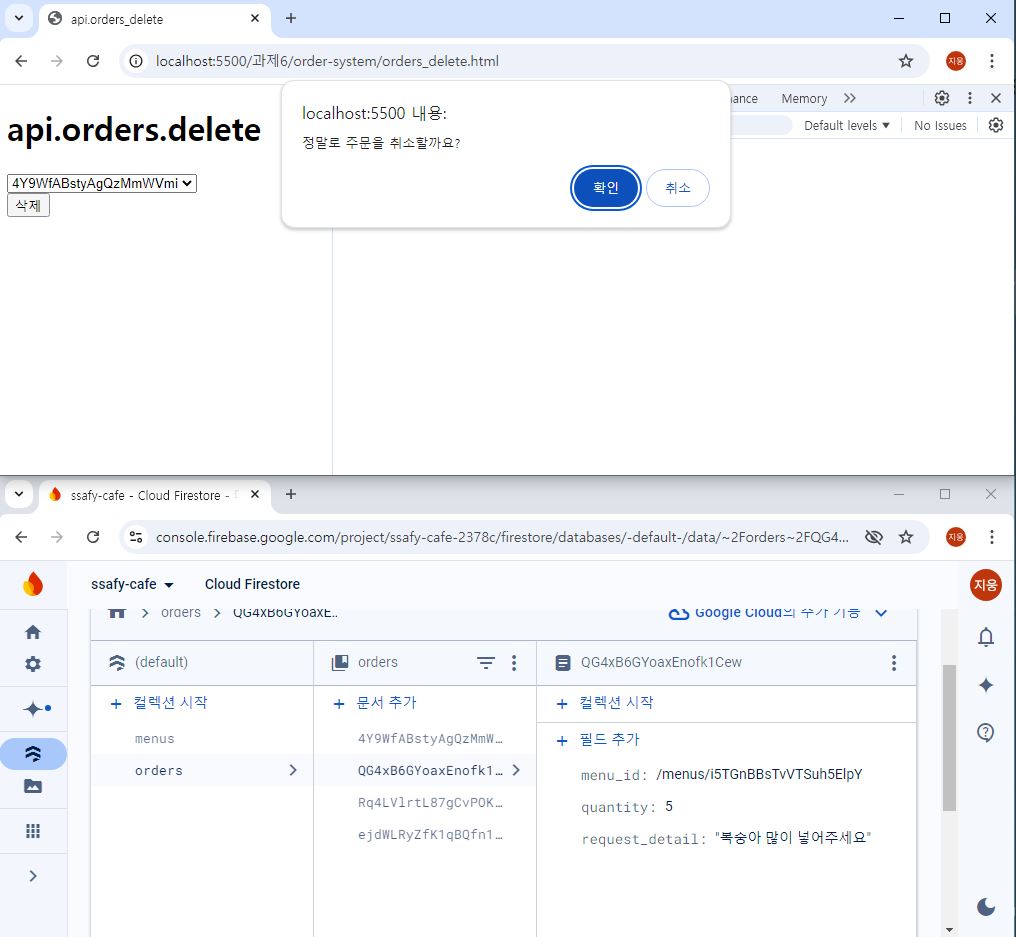 api.orders_delete
localhost:5500/과제6/order-system/orders_delete.html
지웅
localhost:5500 내용:
정말로 주문을 취소할까요?
확인
취소
Memory
Default levels ▼
No Issues
api.orders.delete
4Y9WfABstyAgQzMmWVmi
삭제
ssafy-cafe - Cloud Firestore -
console.firebase.google.com/project/ssafy-cafe-2378c/firestore/databases/-default-/data/~2Forders~2FQG4...
지웅
ssafy-cafe
Cloud Firestore
지웅
orders
QG4xB6GYoaxE..
Google Cloud의 추가 기능
(default)
orders
QG4xB6GYoaxEnofk1Cew
+ 컬렉션 시작
+ 문서 추가
+ 컬렉션 시작
menus
orders
4Y9WfABstyAgQzMmW…
QG4xB6GYoaxEnofk1…
Rq4LVlrtL87gCvPOK…
ejdWLRyZfK1qBQfn1…
+ 필드 추가
menu_id: /menus/i5TGnBBsTvVTSuh5ElpY
quantity: 5
request_detail: "복숭아 많이 넣어주세요"